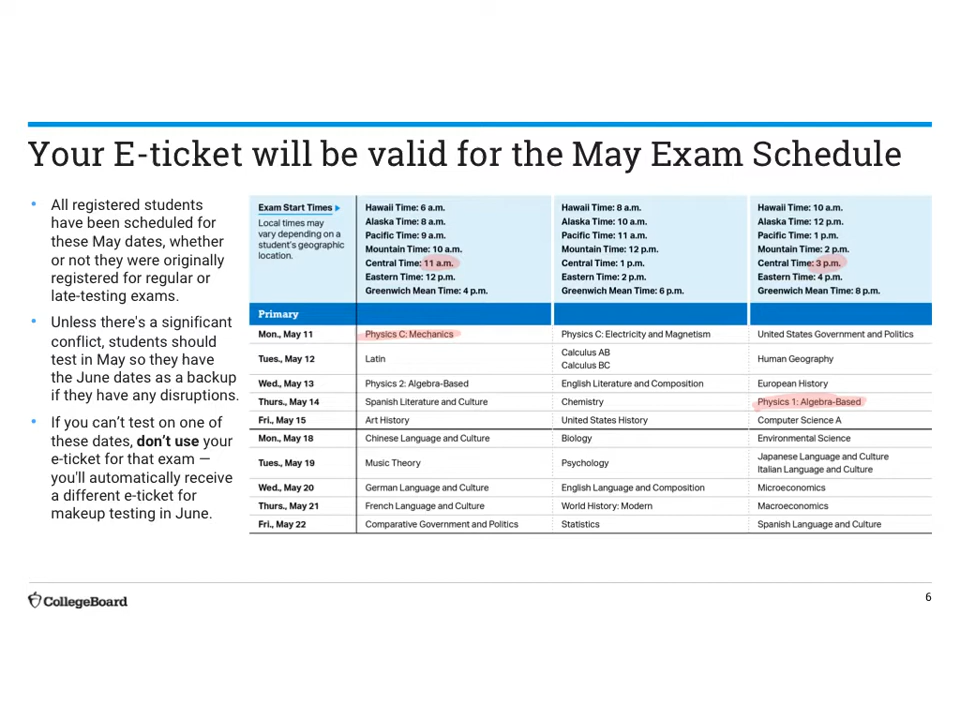 Your E-ticket will be valid for the May Exam Schedule
• All registered students
have been scheduled for
these May dates, whether
or not they were originally
registered for regular or
late-testing exams.
• Unless there's a significant
conflict, students should
test in May so they have
the June dates as a backup
if they have any disruptions.
• If you can’t test on one of
these dates, don’t use your
e-ticket for that exam —
you'll automatically receive
a different e-ticket for
makeup testing in June.
Exam Start Times ▶
Local times may
vary depending on a
student’s geographic
location.
Hawaii Time: 6 a.m.
Alaska Time: 8 a.m.
Pacific Time: 9 a.m.
Mountain Time: 10 a.m.
Central Time: 11 a.m.
Eastern Time: 12 p.m.
Greenwich Mean Time: 4 p.m.
Hawaii Time: 8 a.m.
Alaska Time: 10 a.m.
Pacific Time: 11 a.m.
Mountain Time: 12 p.m.
Central Time: 1 p.m.
Eastern Time: 2 p.m.
Greenwich Mean Time: 6 p.m.
Hawaii Time: 10 a.m.
Alaska Time: 12 p.m.
Pacific Time: 1 p.m.
Mountain Time: 2 p.m.
Central Time: 3 p.m.
Eastern Time: 4 p.m.
Greenwich Mean Time: 8 p.m.
Primary
Mon., May 11 Physics C: Mechanics Physics C: Electricity and Magnetism United States Government and Politics
Tues., May 12 Latin Calculus AB
Calculus BC Human Geography
Wed., May 13 Physics 2: Algebra-Based English Literature and Composition European History
Thurs., May 14 Spanish Literature and Culture Chemistry Physics 1: Algebra-Based
Fri., May 15 Art History United States History Computer Science A
Mon., May 18 Chinese Language and Culture Biology Environmental Science
Tues., May 19 Music Theory Psychology Japanese Language and Culture
Italian Language and Culture
Wed., May 20 German Language and Culture English Language and Composition Microeconomics
Thurs., May 21 French Language and Culture World History: Modern Macroeconomics
Fri., May 22 Comparative Government and Politics Statistics Spanish Language and Culture
CollegeBoard
6